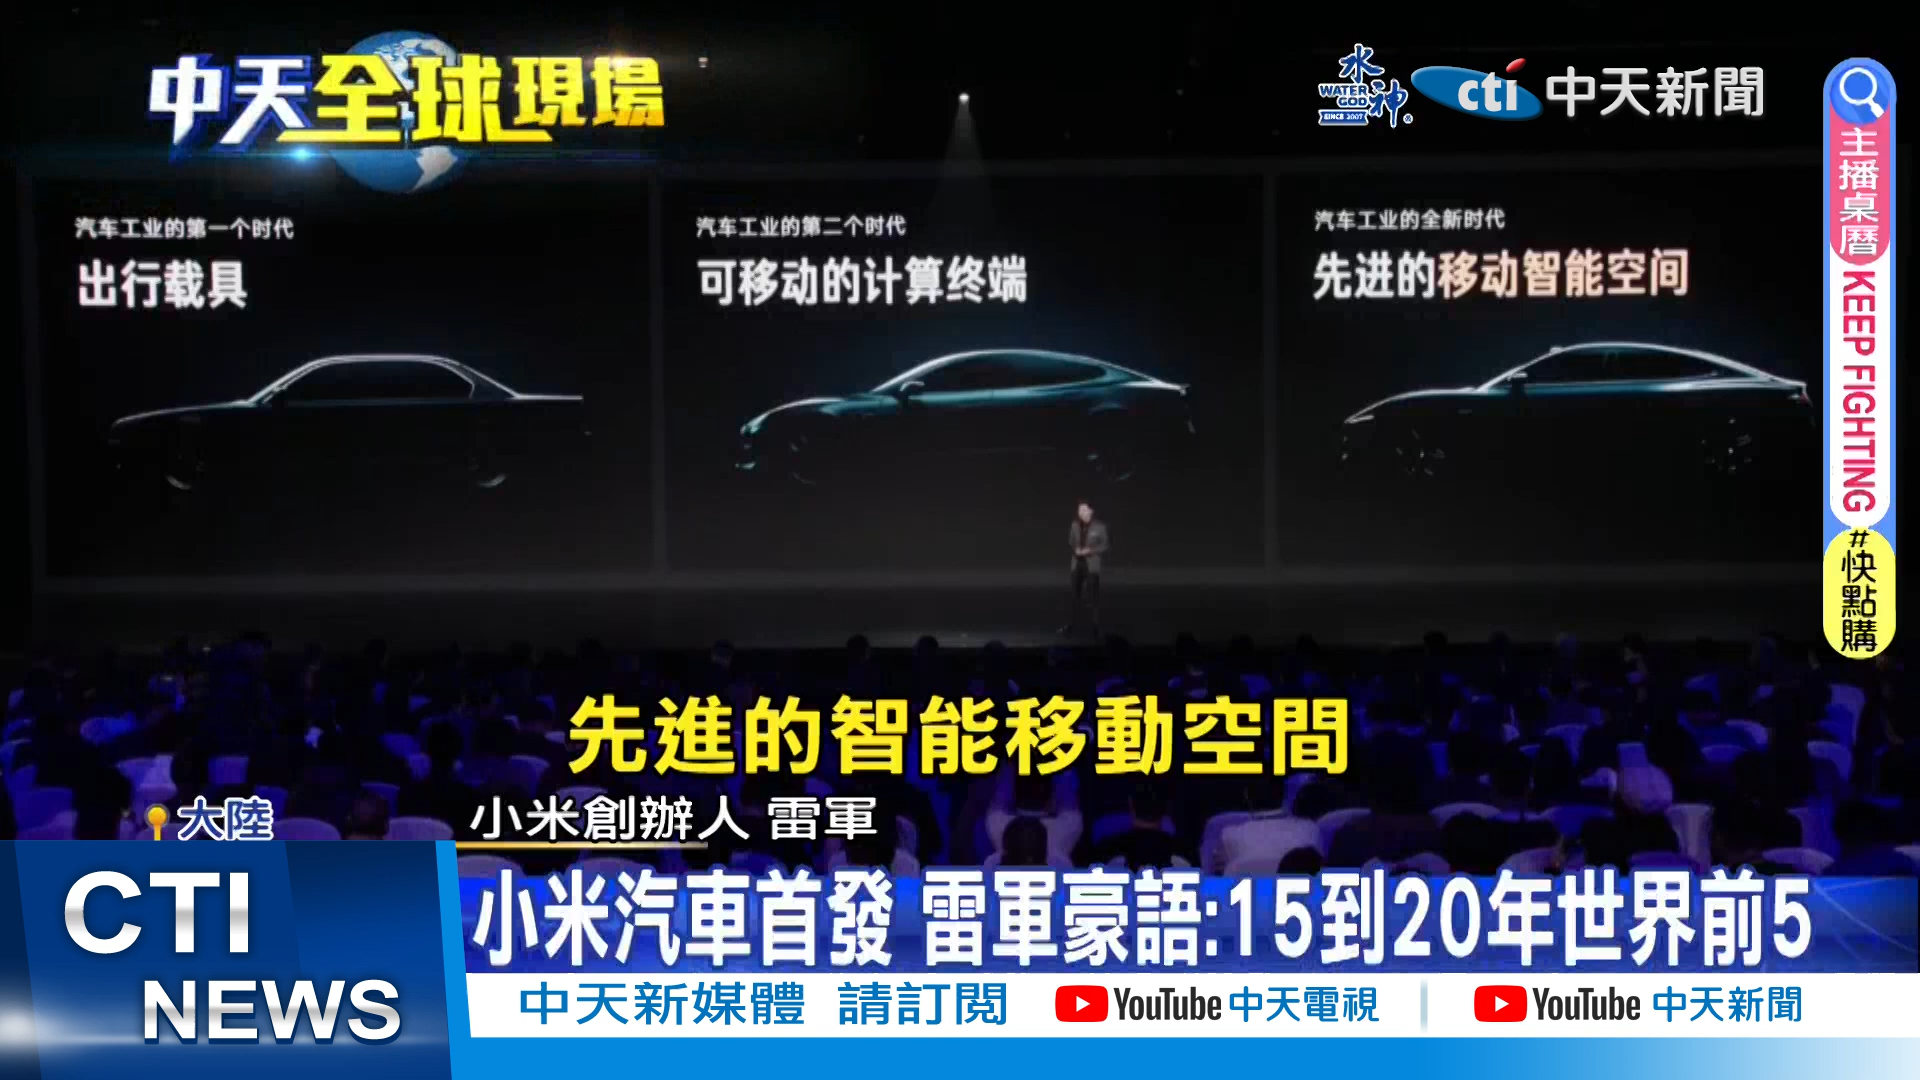 中天全球現場
水神
WATER GOD
SINCE 2007
cti 中天新聞
主播桌曆 KEEP FIGHTING #快點購
汽车工业的第一个时代
出行载具
汽车工业的第二个时代
可移动的计算终端
汽车工业的全新时代
先进的移动智能空间
先進的智能移動空間
大陸
小米創辦人 雷軍
CTI NEWS
小米汽車首發 雷軍豪語:15到20年世界前5
中天新媒體 請訂閱 YouTube 中天電視 YouTube 中天新聞